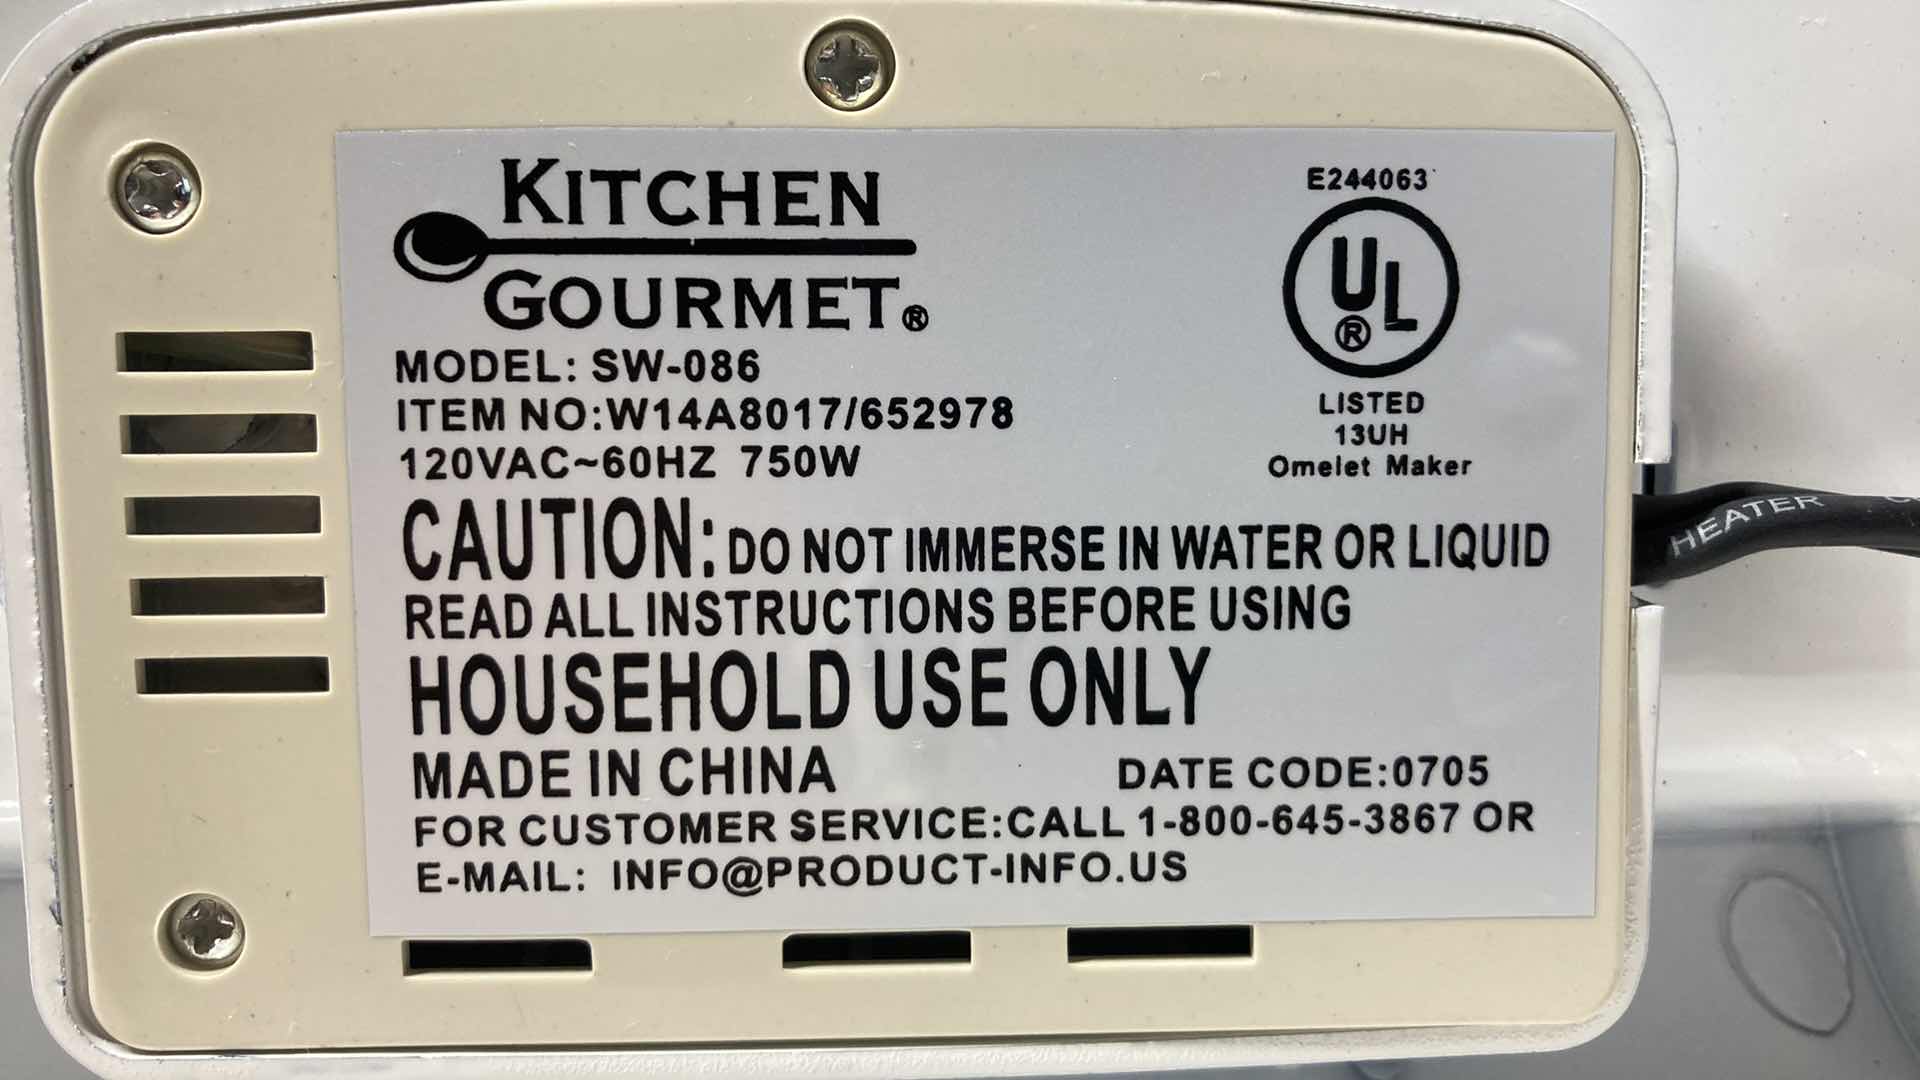 KITCHEN
GOURMET®
MODEL: SW-086
ITEM NO:W14A8017/652978
120VAC~60HZ 750W
E244063
UL
®
LISTED
13UH
Omelet Maker
CAUTION: DO NOT IMMERSE IN WATER OR LIQUID
READ ALL INSTRUCTIONS BEFORE USING
HOUSEHOLD USE ONLY
MADE IN CHINA DATE CODE:0705
FOR CUSTOMER SERVICE:CALL 1-800-645-3867 OR
E-MAIL: INFO@PRODUCT-INFO.US
HEATER